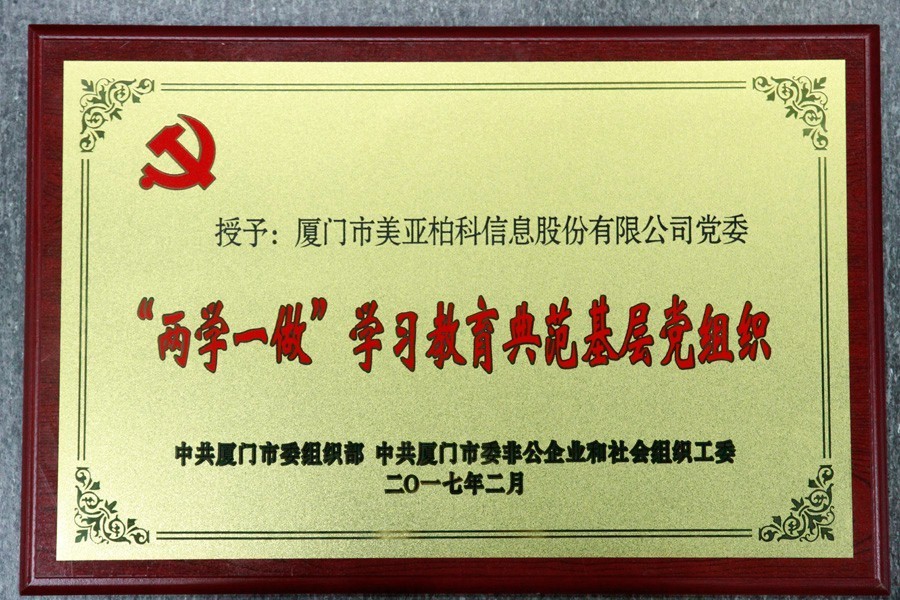 授予：厦门市美亚柏科信息股份有限公司党委
“两学一做”学习教育典范基层党组织
中共厦门市委组织部 中共厦门市委非公企业和社会组织工委
二〇一七年二月